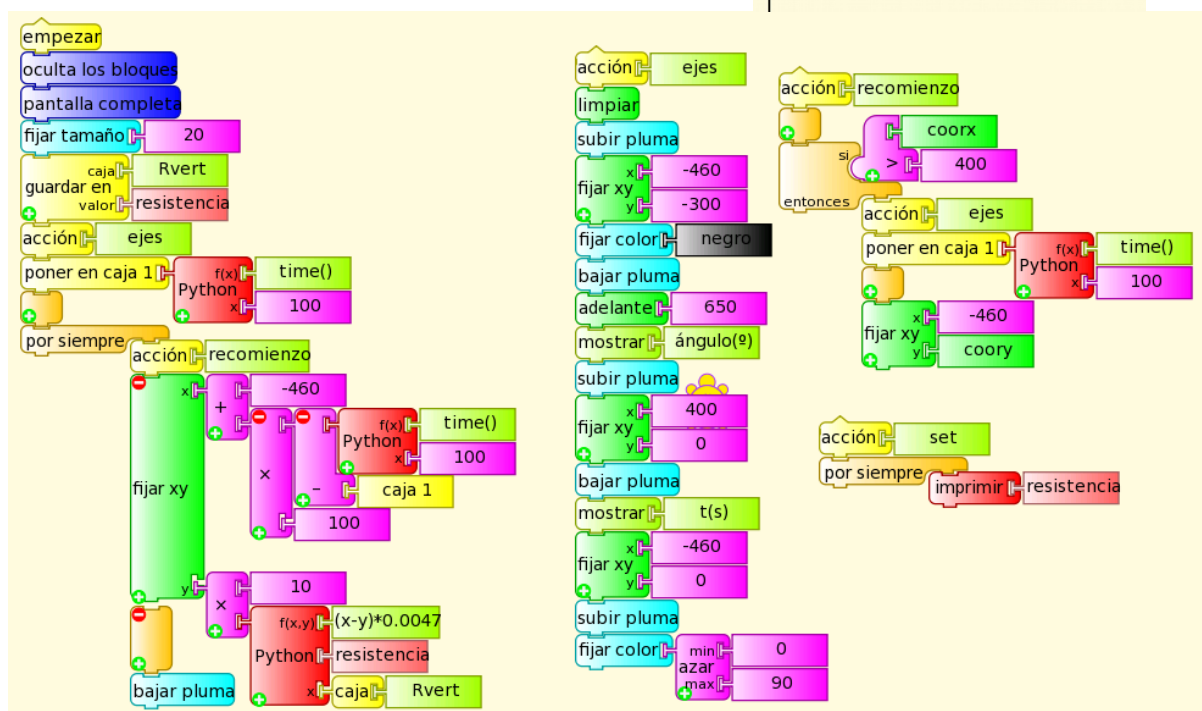 empezar
oculta los bloques
pantalla completa
fijar tamaño 20
caja Rvert
guardar en
valor resistencia
acción ejes
poner en caja 1 Python f(x) time()
x 100
por siempre
acción recomienzo
fijar xy
x + -460
×
-
Python f(x) time()
x 100
caja 1
100
y × 10
Python f(x,y) (x-y)*0.0047
resistencia
x caja Rvert
bajar pluma
acción ejes
limpiar
subir pluma
fijar xy x -460
y -300
fijar color negro
bajar pluma
adelante 650
mostrar ángulo(º)
subir pluma
fijar xy x 400
y 0
bajar pluma
mostrar t(s)
fijar xy x -460
y 0
subir pluma
fijar color azar min 0
max 90
acción recomienzo
si coorx
> 400
entonces
acción ejes
poner en caja 1 Python f(x) time()
x 100
fijar xy x -460
y coory
acción set
por siempre
imprimir resistencia